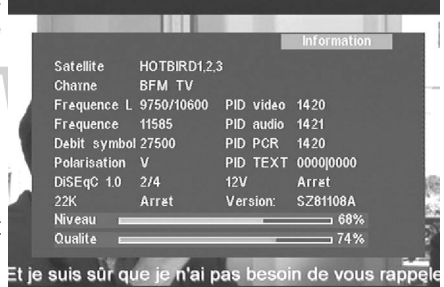 Information
Satellite HOTBIRD1,2,3
Chaîne BFM TV
Frequence L 9750/10600 PID video 1420
Frequence 11585 PID audio 1421
Debit symbol 27500 PID PCR 1420
Polarisation V PID TEXT 0000|0000
DiSEqC 1.0 2/4 12V Arret
22K Arret Version: SZ81108A
Niveau 68%
Qualite 74%
Et je suis sûr que je n'ai pas besoin de vous rappele